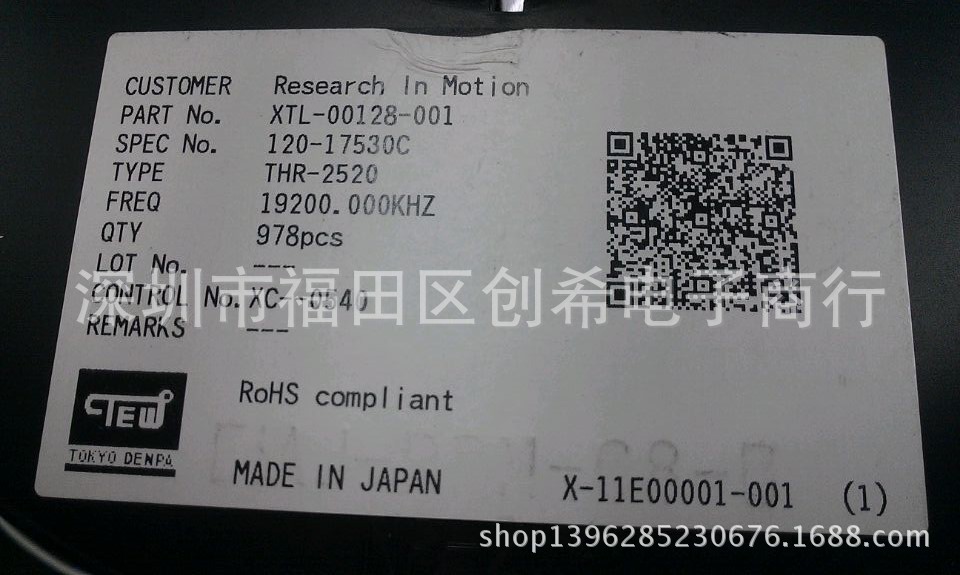 CUSTOMER Research In Motion
PART No. XTL-00128-001
SPEC No. 120-17530C
TYPE THR-2520
FREQ 19200.000KHZ
QTY 978pcs
LOT No. ---
深圳市福田区创希电子商行
CONTROL No. XC--0540
REMARKS ---
RoHS compliant
TEW
TOKYO DENPA
MADE IN JAPAN
X-11E00001-001 (1)
shop1396285230676.1688.com